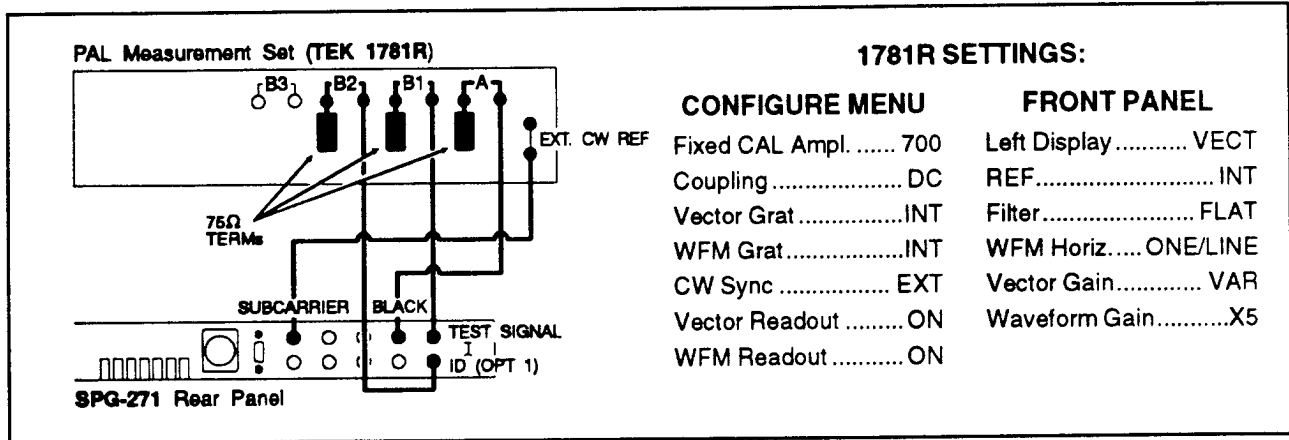 PAL Measurement Set (TEK 1781R)
B3 B2 B1 A
EXT. CW REF
75Ω
TERMs
SUBCARRIER BLACK
TEST SIGNAL
I
ID (OPT 1)
SPG-271 Rear Panel
1781R SETTINGS:
CONFIGURE MENU
Fixed CAL Ampl. ...... 700
Coupling .................... DC
Vector Grat ................. INT
WFM Grat .................. INT
CW Sync ................. EXT
Vector Readout ......... ON
WFM Readout ........... ON
FRONT PANEL
Left Display ........... VECT
REF ........................... INT
Filter ....................... FLAT
WFM Horiz. .... ONE/LINE
Vector Gain ............. VAR
Waveform Gain ........... X5